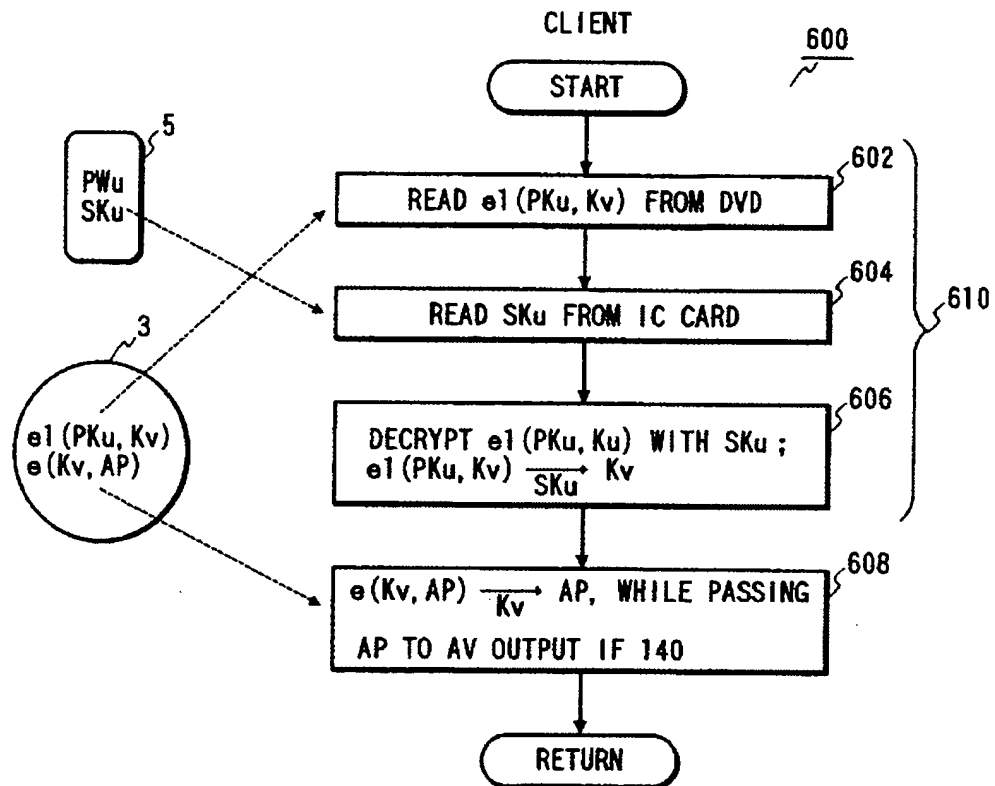 CLIENT
600
START
5
PWu
SKu
602
READ e1(PKu, Kv) FROM DVD
604
READ SKu FROM IC CARD
610
3
e1(PKu, Kv)
e(Kv, AP)
606
DECRYPT e1(PKu, Ku) WITH SKu ;
e1(PKu, Kv) → Kv
SKu
608
e(Kv, AP) → AP, WHILE PASSING
Kv
AP TO AV OUTPUT IF 140
RETURN